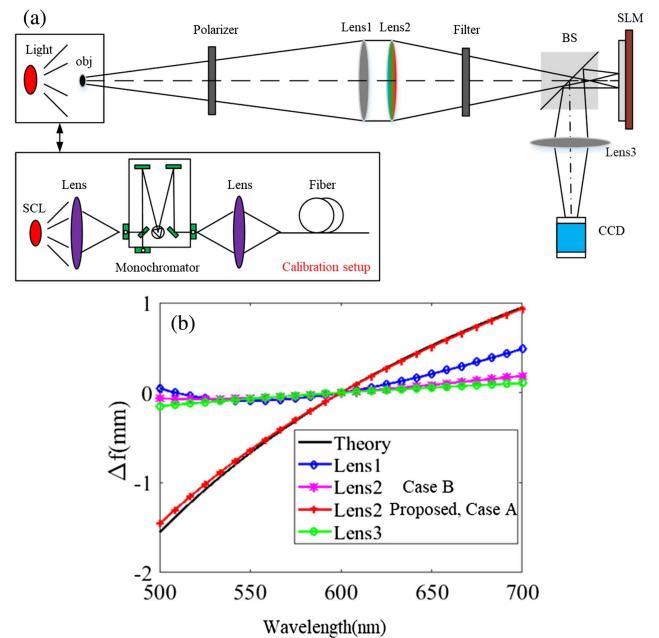 (a)
Light
obj
Polarizer
Lens1
Lens2
Filter
BS
SLM
Lens3
CCD
SCL
Lens
Monochromator
Lens
Fiber
Calibration setup
(b)
1
0
-1
-2
Δf(mm)
Theory
Lens1
Lens2 Case B
Lens2 Proposed, Case A
Lens3
500 550 600 650 700
Wavelength(nm)